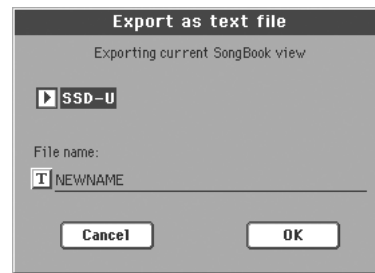 Export as text file
Exporting current SongBook view
SSD-U
File name:
T NEWNAME
Cancel OK